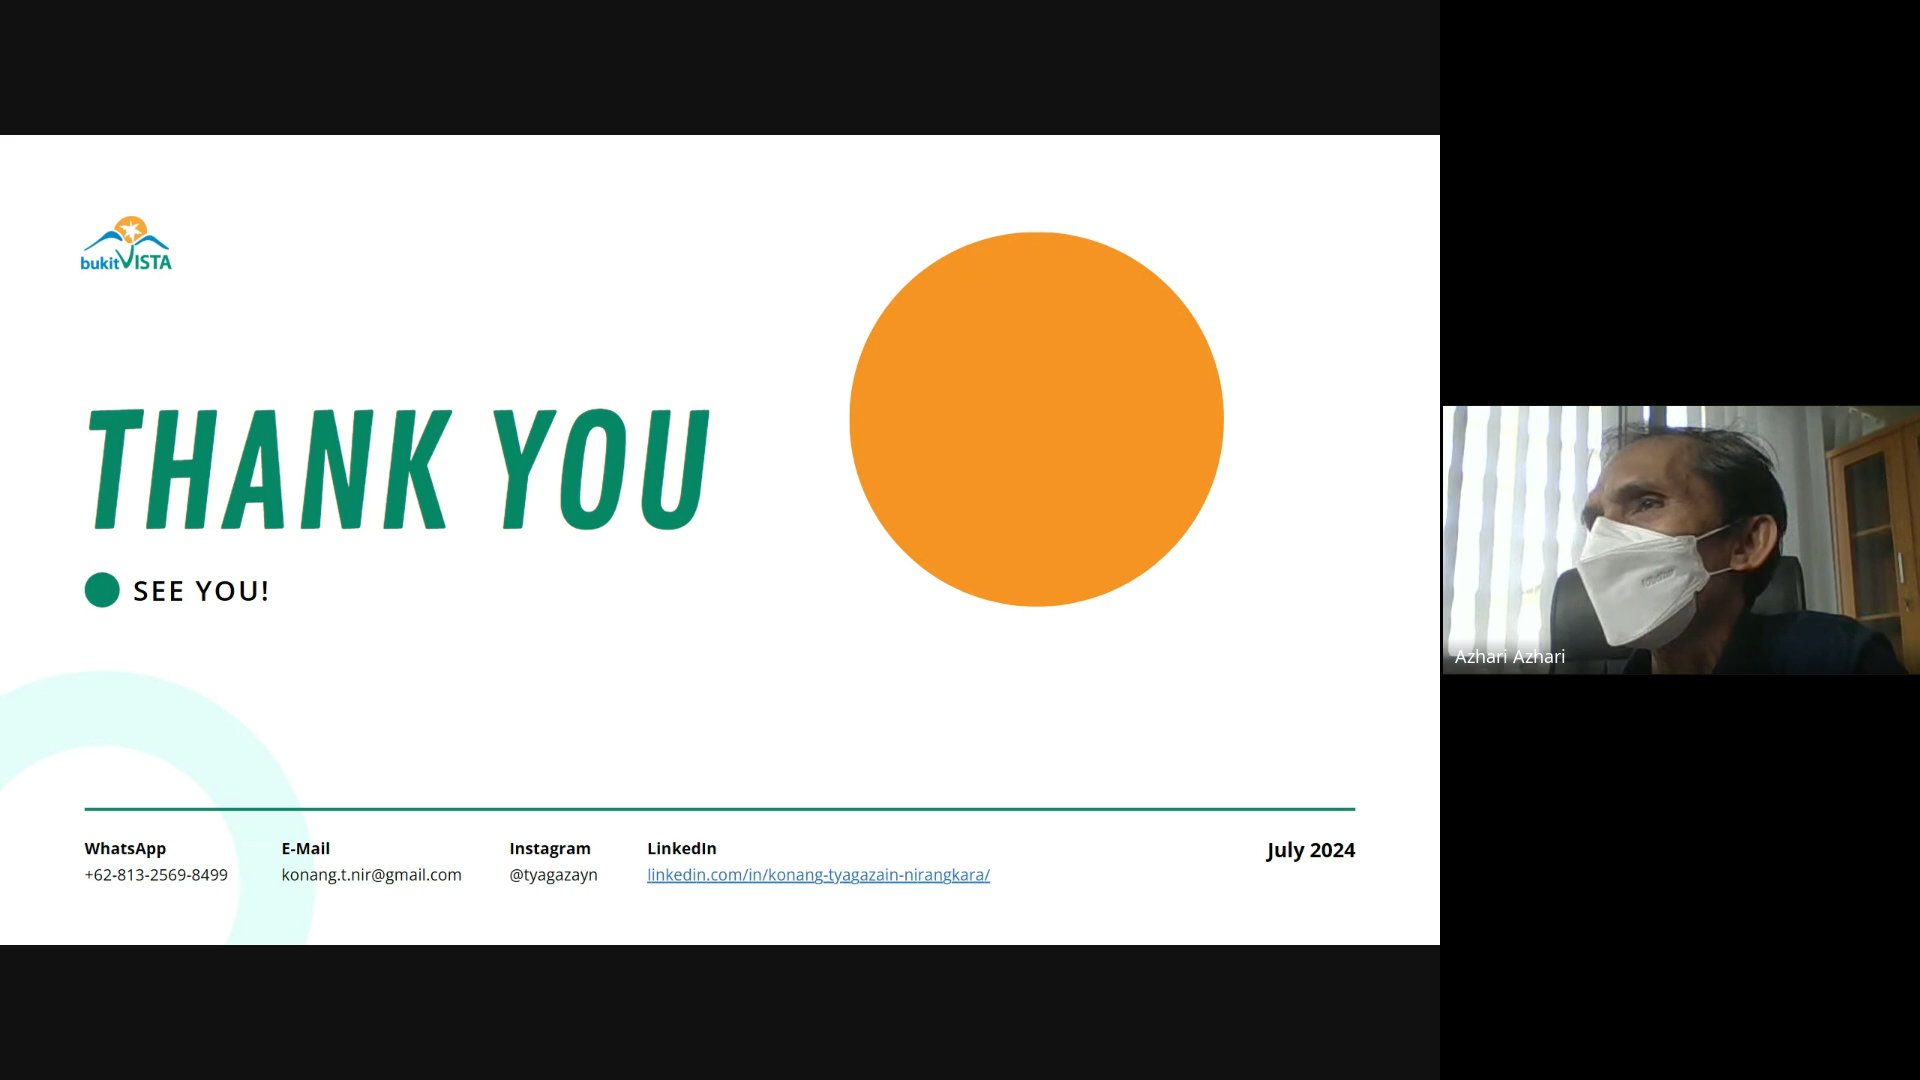 bukitVISTA
THANK YOU
SEE YOU!
WhatsApp
+62-813-2569-8499
E-Mail
konang.t.nir@gmail.com
Instagram
@tyagazayn
LinkedIn
linkedin.com/in/konang-tyagazain-nirangkara/
July 2024
Azhari Azhari